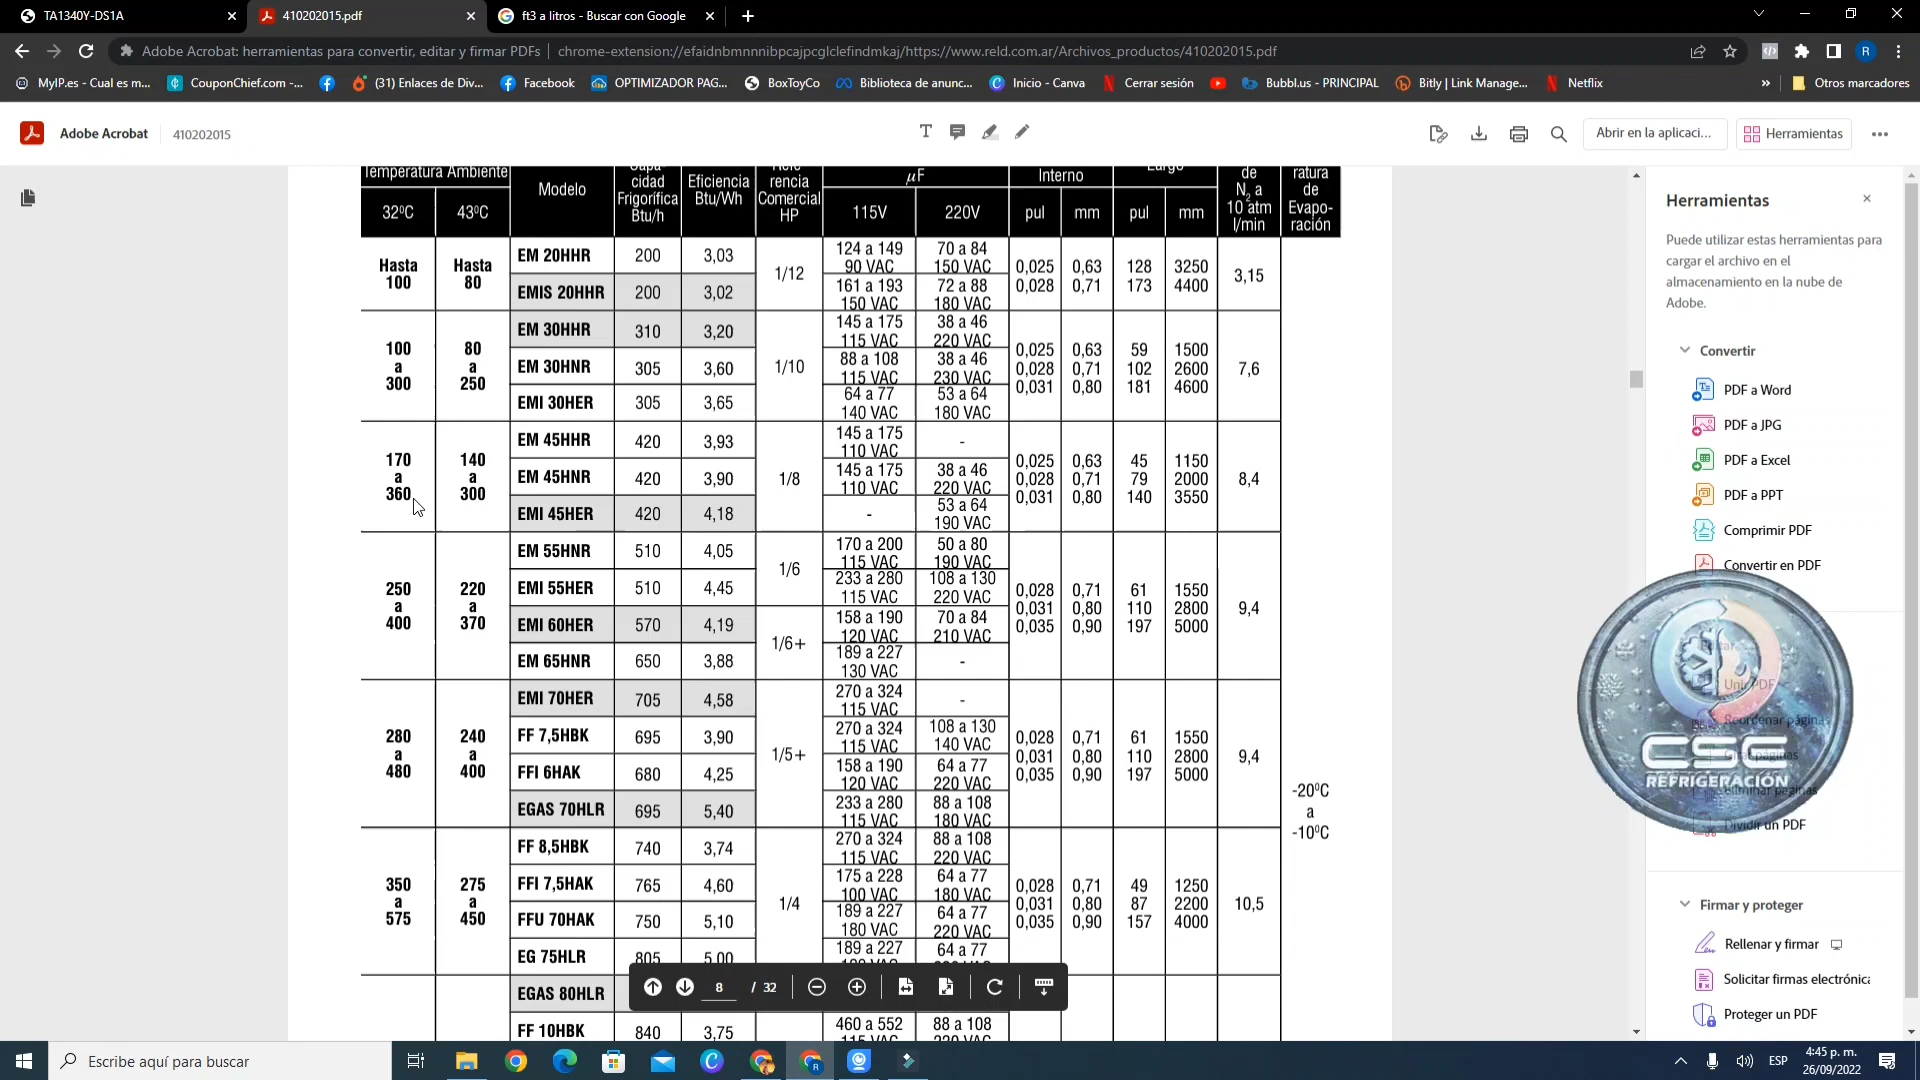 TA1340Y-DS1A
410202015.pdf
ft3 a litros - Buscar con Google
Adobe Acrobat: herramientas para convertir, editar y firmar PDFs | chrome-extension://efaidnbmnnnibpcajpcglclefindmkaj/https://www.reld.com.ar/Archivos_productos/410202015.pdf
MyIP.es - Cual es m... CouponChief.com -... (31) Enlaces de Div... Facebook OPTIMIZADOR PAG... BoxToyCo Biblioteca de anunc... Inicio - Canva Cerrar sesión Bubbl.us - PRINCIPAL Bitly | Link Manage... Netflix » Otros marcadores
Adobe Acrobat 410202015 Abrir en la aplicaci... Herramientas
Temperatura Ambiente
32ºC 43ºC
Modelo
Capa-
cidad
Frigorífica
Btu/h
Eficiencia
Btu/Wh
Refe-
rencia
Comercial
HP
µF
115V 220V
Interno
pul mm
Largo
pul mm
de
N2 a
10 atm
l/min
ratura
de
Evapo-
ración
Hasta 100 Hasta 80
EM 20HHR 200 3,03 124 a 149 90 VAC 70 a 84 150 VAC
EMIS 20HHR 200 3,02 161 a 193 150 VAC 72 a 88 180 VAC
1/12
0,025 0,63 128 3250
0,028 0,71 173 4400
3,15
100 a 300 80 a 250
EM 30HHR 310 3,20 145 a 175 115 VAC 38 a 46 220 VAC
EM 30HNR 305 3,60 88 a 108 115 VAC 38 a 46 230 VAC
EMI 30HER 305 3,65 64 a 77 140 VAC 53 a 64 180 VAC
1/10
0,025 0,63 59 1500
0,028 0,71 102 2600
0,031 0,80 181 4600
7,6
170 a 360 140 a 300
EM 45HHR 420 3,93 145 a 175 110 VAC -
EM 45HNR 420 3,90 145 a 175 110 VAC 38 a 46 220 VAC
EMI 45HER 420 4,18 - 53 a 64 190 VAC
1/8
0,025 0,63 45 1150
0,028 0,71 79 2000
0,031 0,80 140 3550
8,4
250 a 400 220 a 370
EM 55HNR 510 4,05 170 a 200 115 VAC 50 a 80 190 VAC
EMI 55HER 510 4,45 233 a 280 115 VAC 108 a 130 220 VAC
1/6
EMI 60HER 570 4,19 158 a 190 120 VAC 70 a 84 210 VAC
EM 65HNR 650 3,88 189 a 227 130 VAC -
1/6+
0,028 0,71 61 1550
0,031 0,80 110 2800
0,035 0,90 197 5000
9,4
280 a 480 240 a 400
EMI 70HER 705 4,58 270 a 324 115 VAC -
FF 7,5HBK 695 3,90 270 a 324 115 VAC 108 a 130 140 VAC
FFI 6HAK 680 4,25 158 a 190 120 VAC 64 a 77 220 VAC
EGAS 70HLR 695 5,40 233 a 280 115 VAC 88 a 108 180 VAC
1/5+
0,028 0,71 61 1550
0,031 0,80 110 2800
0,035 0,90 197 5000
9,4
-20ºC
a
-10ºC
350 a 575 275 a 450
FF 8,5HBK 740 3,74 270 a 324 115 VAC 88 a 108 220 VAC
FFI 7,5HAK 765 4,60 175 a 228 100 VAC 64 a 77 180 VAC
FFU 70HAK 750 5,10 189 a 227 180 VAC 64 a 77 220 VAC
EG 75HLR 805 5,00 189 a 227 64 a 77
1/4
0,028 0,71 49 1250
0,031 0,80 87 2200
0,035 0,90 157 4000
10,5
EGAS 80HLR
FF 10HBK 840 3,75 460 a 552 88 a 108
8 / 32
Herramientas
Puede utilizar estas herramientas para
cargar el archivo en el
almacenamiento en la nube de
Adobe.
Convertir
PDF a Word
PDF a JPG
PDF a Excel
PDF a PPT
Comprimir PDF
Convertir en PDF
Editar
Unir PDF
Reordenar páginas
Girar páginas
Eliminar páginas
Dividir un PDF
CSC
REFRIGERACIÓN
Firmar y proteger
Rellenar y firmar
Solicitar firmas electrónica
Proteger un PDF
Escribe aquí para buscar
ESP
4:45 p. m.
26/09/2022